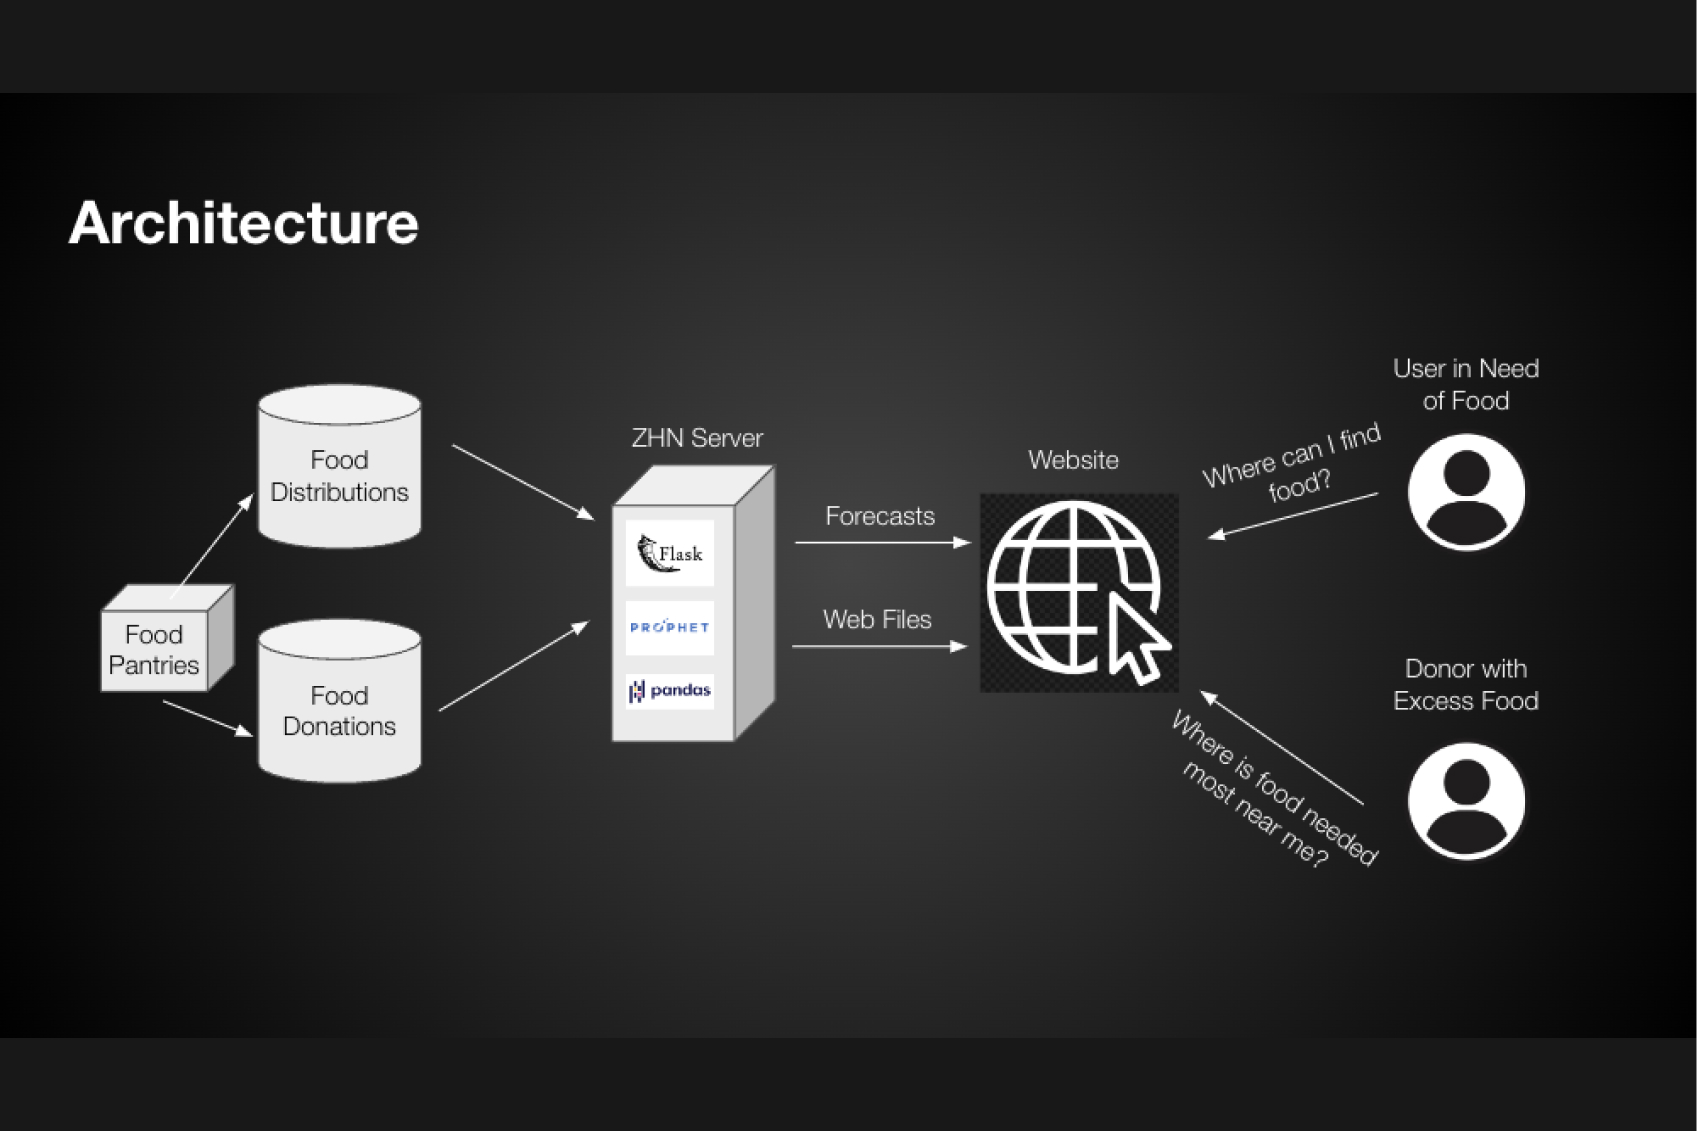 Architecture
Food
Distributions
Food
Pantries
Food
Donations
ZHN Server
Flask
PROPHET
pandas
Forecasts
Web Files
Website
User in Need
of Food
Where can I find
food?
Donor with
Excess Food
Where is food needed
most near me?